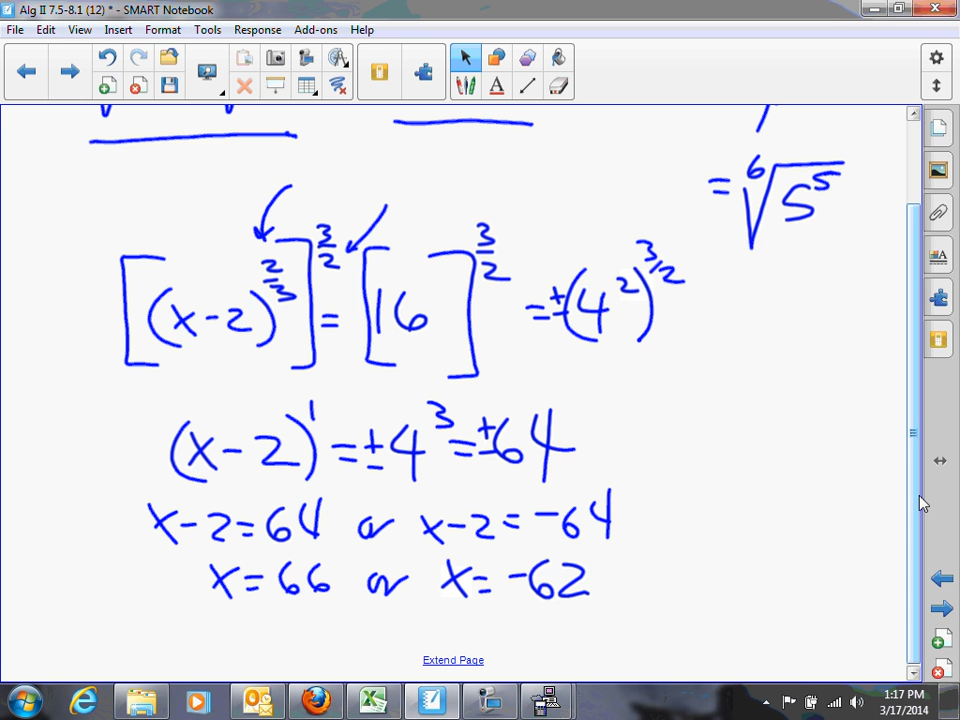 Alg II 7.5-8.1 (12) * - SMART Notebook
File Edit View Insert Format Tools Response Add-ons Help
= ⁶√5⁵
[(x-2)^(2/3)]^(3/2) = [16]^(3/2) = ±(4²)^(3/2)
(x-2)¹ = ±4³ = ±64
x-2=64 or x-2=-64
x=66 or x=-62
Extend Page
1:17 PM
3/17/2014